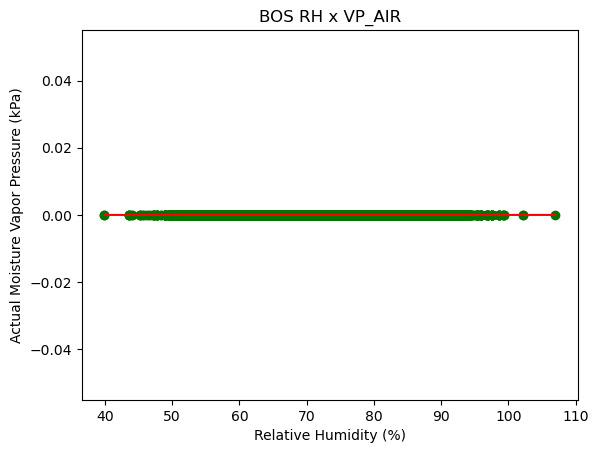 BOS RH x VP_AIR
Actual Moisture Vapor Pressure (kPa)
0.04
0.02
0.00
−0.02
−0.04
40 50 60 70 80 90 100 110
Relative Humidity (%)